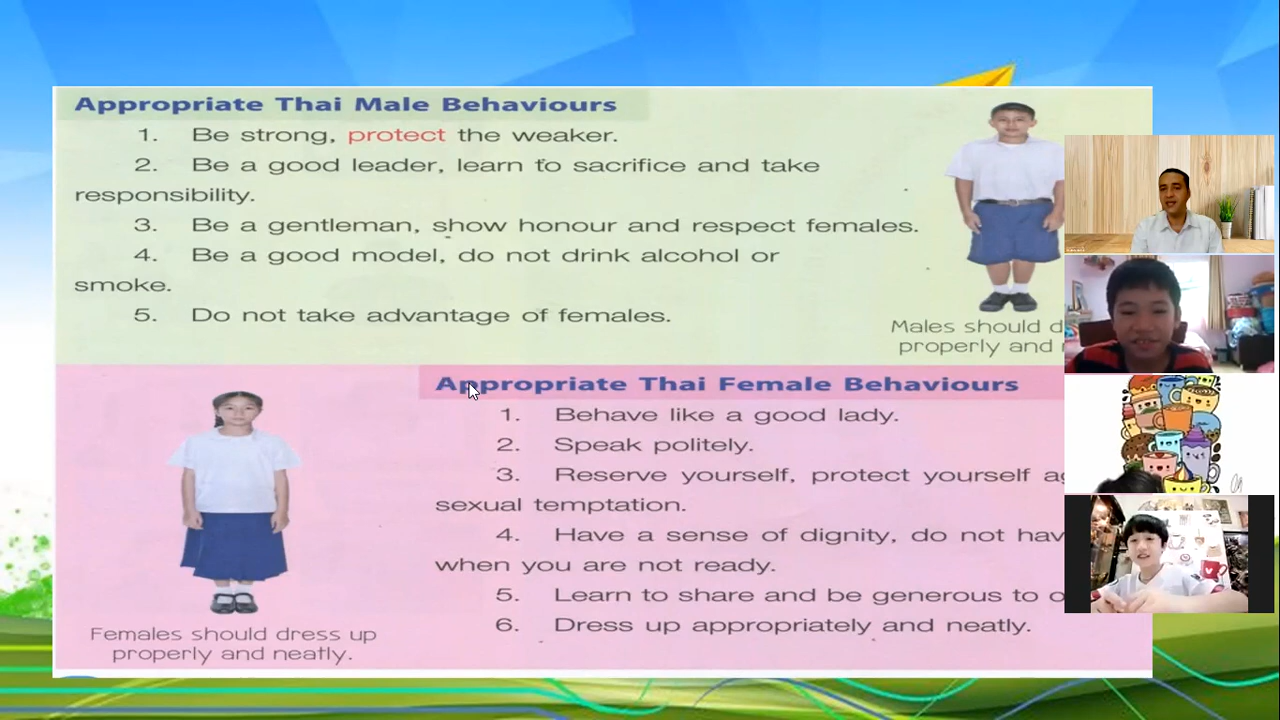 Appropriate Thai Male Behaviours
1. Be strong, protect the weaker.
2. Be a good leader, learn to sacrifice and take
responsibility.
3. Be a gentleman, show honour and respect females.
4. Be a good model, do not drink alcohol or
smoke.
5. Do not take advantage of females.
Males should
properly and
Appropriate Thai Female Behaviours
1. Behave like a good lady.
2. Speak politely.
3. Reserve yourself, protect yourself
sexual temptation.
4. Have a sense of dignity, do not
when you are not ready.
5. Learn to share and be generous to
6. Dress up appropriately and neatly.
Females should dress up
properly and neatly.